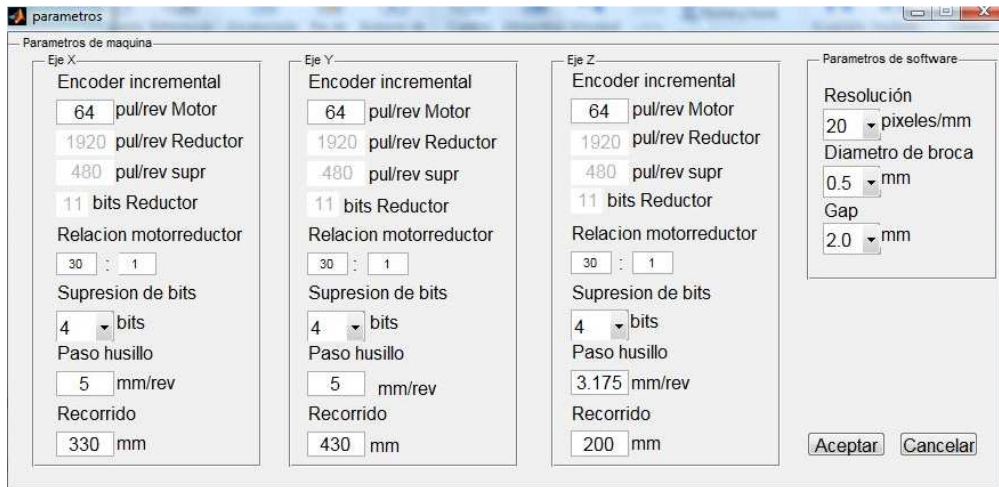 parametros
Parametros de maquina
Eje X
Encoder incremental
64 pul/rev Motor
1920 pul/rev Reductor
480 pul/rev supr
11 bits Reductor
Relacion motorreductor
30 : 1
Supresion de bits
4 bits
Paso husillo
5 mm/rev
Recorrido
330 mm
Eje Y
Encoder incremental
64 pul/rev Motor
1920 pul/rev Reductor
480 pul/rev supr
11 bits Reductor
Relacion motorreductor
30 : 1
Supresion de bits
4 bits
Paso husillo
5 mm/rev
Recorrido
430 mm
Eje Z
Encoder incremental
64 pul/rev Motor
1920 pul/rev Reductor
480 pul/rev supr
11 bits Reductor
Relacion motorreductor
30 : 1
Supresion de bits
4 bits
Paso husillo
3.175 mm/rev
Recorrido
200 mm
Parametros de software
Resolución
20 pixeles/mm
Diametro de broca
0.5 mm
Gap
2.0 mm
Aceptar Cancelar